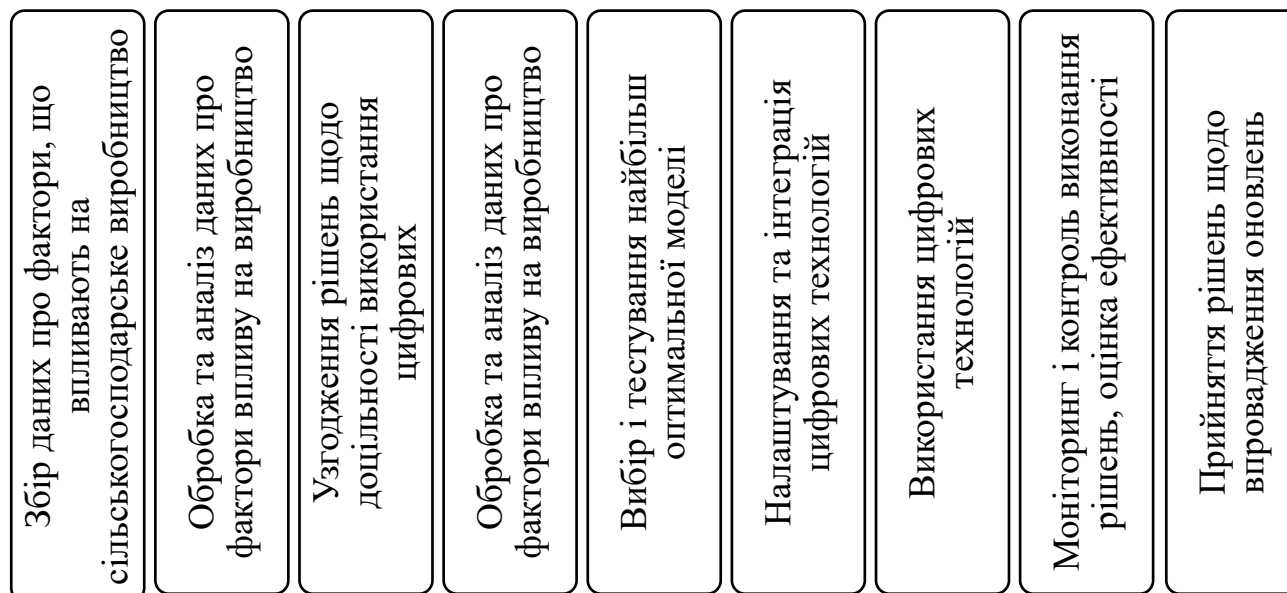 Збір даних про фактори, що
впливають на
сільськогосподарське виробництво
Обробка та аналіз даних про
фактори впливу на виробництво
Узгодження рішень щодо
доцільності використання
цифрових
Обробка та аналіз даних про
фактори впливу на виробництво
Вибір і тестування найбільш
оптимальної моделі
Налаштування та інтеграція
цифрових технологій
Використання цифрових
технологій
Моніторинг і контроль виконання
рішень, оцінка ефективності
Прийняття рішень щодо
впровадження оновлень